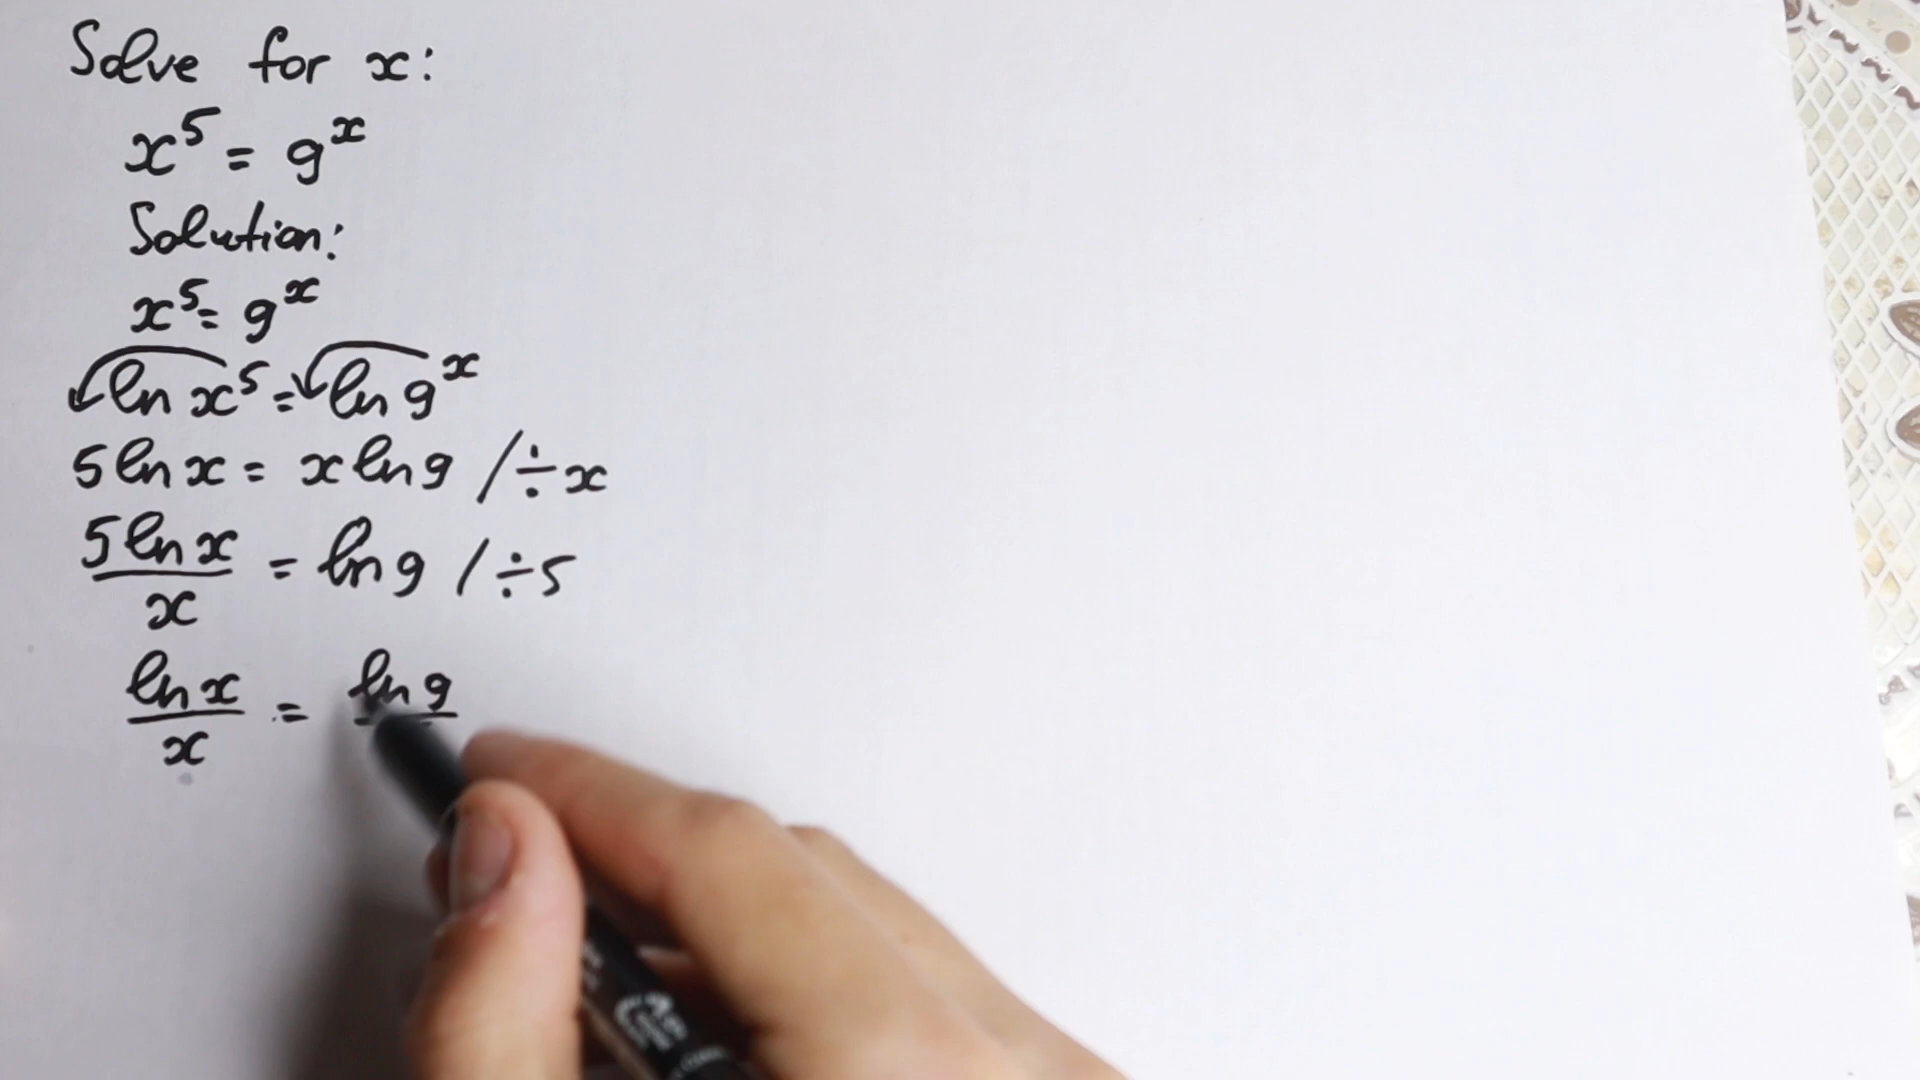 Solve for x:
x⁵ = 9ˣ
Solution:
x⁵ = 9ˣ
ln x⁵ = ln 9ˣ
5 ln x = x ln 9 / ÷ x
5 ln x / x = ln 9 / ÷ 5
ln x / x = ln 9